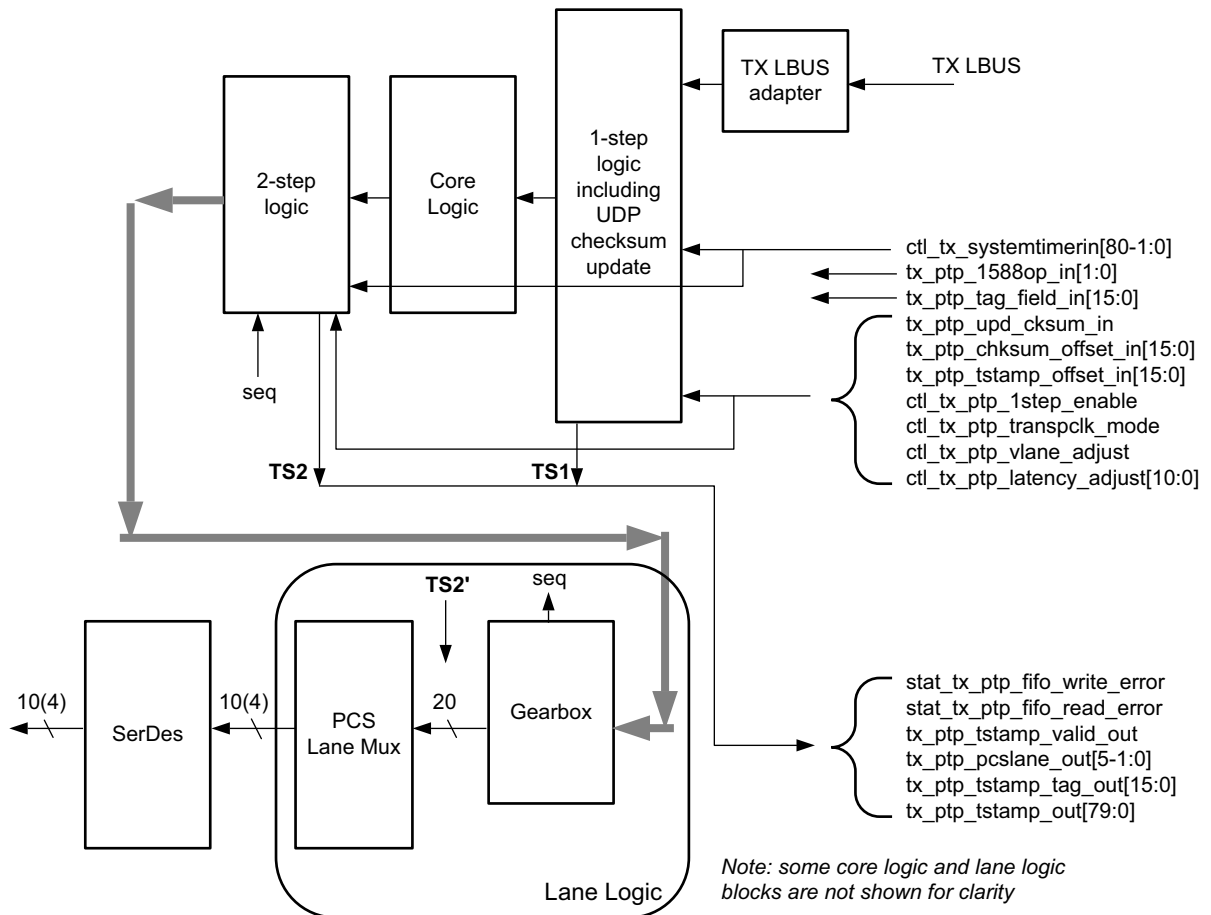 TX LBUS
adapter
TX LBUS
2-step
logic
Core
Logic
1-step
logic
including
UDP
checksum
update
ctl_tx_systemtimerin[80-1:0]
tx_ptp_1588op_in[1:0]
tx_ptp_tag_field_in[15:0]
tx_ptp_upd_cksum_in
tx_ptp_chksum_offset_in[15:0]
tx_ptp_tstamp_offset_in[15:0]
ctl_tx_ptp_1step_enable
ctl_tx_ptp_transpclk_mode
ctl_tx_ptp_vlane_adjust
ctl_tx_ptp_latency_adjust[10:0]
seq
TS2
TS1
TS2'
seq
10(4)
SerDes
10(4)
PCS
Lane Mux
20
Gearbox
Lane Logic
stat_tx_ptp_fifo_write_error
stat_tx_ptp_fifo_read_error
tx_ptp_tstamp_valid_out
tx_ptp_pcslane_out[5-1:0]
tx_ptp_tstamp_tag_out[15:0]
tx_ptp_tstamp_out[79:0]
Note: some core logic and lane logic
blocks are not shown for clarity